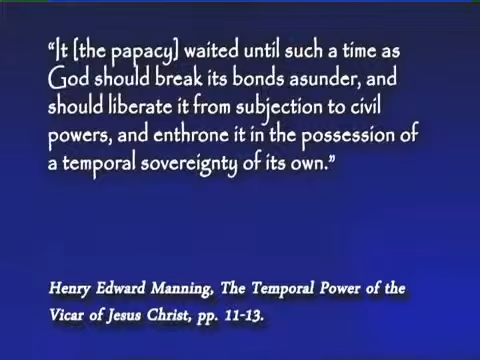 “It [the papacy] waited until such a time as
God should break its bonds asunder, and
should liberate it from subjection to civil
powers, and enthrone it in the possession of
a temporal sovereignty of its own.”
Henry Edward Manning, The Temporal Power of the
Vicar of Jesus Christ, pp. 11-13.